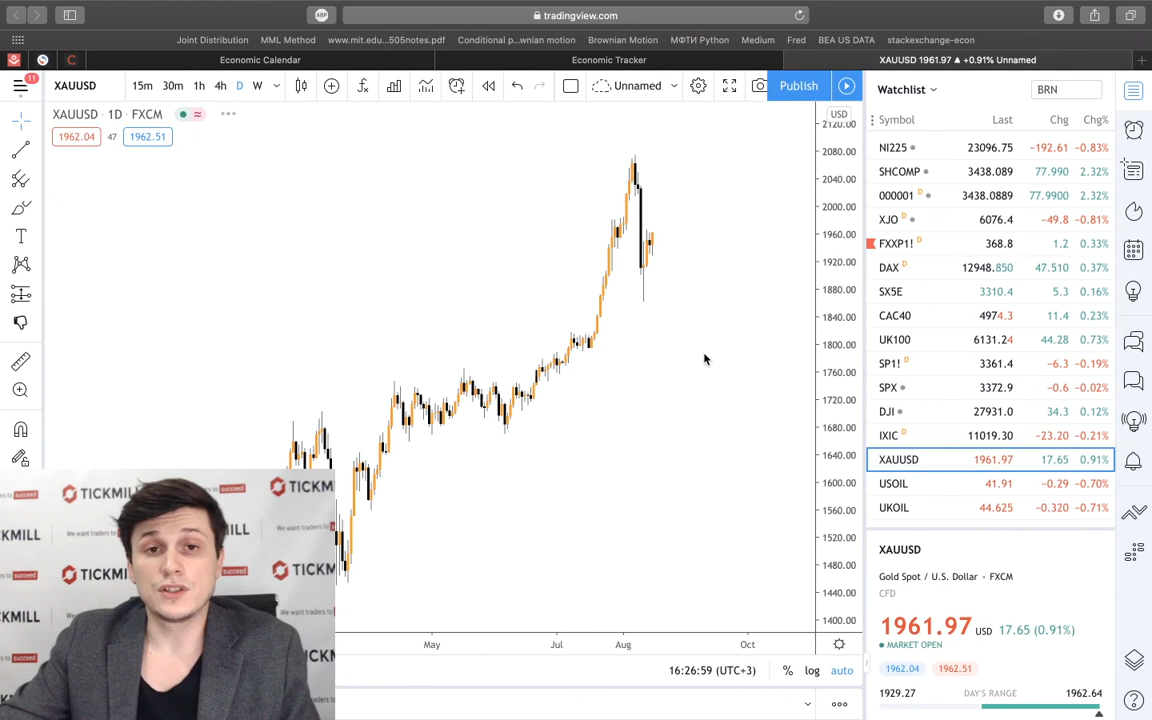 tradingview.com
ABP
Joint Distribution
MML Method
www.mit.edu...505notes.pdf
Conditional p...wnian motion
Brownian Motion
МФТИ Python
Medium
Fred
BEA US DATA
stackexchange-econ
Economic Calendar
Economic Tracker
XAUUSD 1961.97 ▲ +0.91% Unnamed
11
XAUUSD 15m 30m 1h 4h D W
Unnamed
Publish
XAUUSD · 1D · FXCM
1962.04 47 1962.51
USD
2120.00
2080.00
2040.00
2000.00
1960.00
1920.00
1880.00
1840.00
1800.00
1760.00
1720.00
1680.00
1640.00
1600.00
1560.00
1520.00
1480.00
1440.00
1400.00
May Jul Aug Oct
16:26:59 (UTC+3) % log auto
Watchlist
BRN
Symbol Last Chg Chg%
NI225 23096.75 −192.61 −0.83%
SHCOMP 3438.089 77.990 2.32%
000001 D 3438.0889 77.9900 2.32%
XJO D 6076.4 −49.8 −0.81%
FXXP1! D 368.8 1.2 0.33%
DAX D 12948.850 47.510 0.37%
SX5E 3310.4 5.3 0.16%
CAC40 4974.3 11.4 0.23%
UK100 6131.24 44.28 0.73%
SP1! D 3361.4 −6.3 −0.19%
SPX 3372.9 −0.6 −0.02%
DJI 27931.0 34.3 0.12%
IXIC D 11019.30 −23.20 −0.21%
XAUUSD 1961.97 17.65 0.91%
USOIL 41.91 −0.29 −0.70%
UKOIL 44.625 −0.320 −0.71%
XAUUSD
Gold Spot / U.S. Dollar · FXCM
CFD
1961.97 USD 17.65 (0.91%)
MARKET OPEN
1962.04 1962.51
1929.27 DAY'S RANGE 1962.64
succeed
TICKMILL
TICKM
We want traders to
succeed
TICKM
succeed